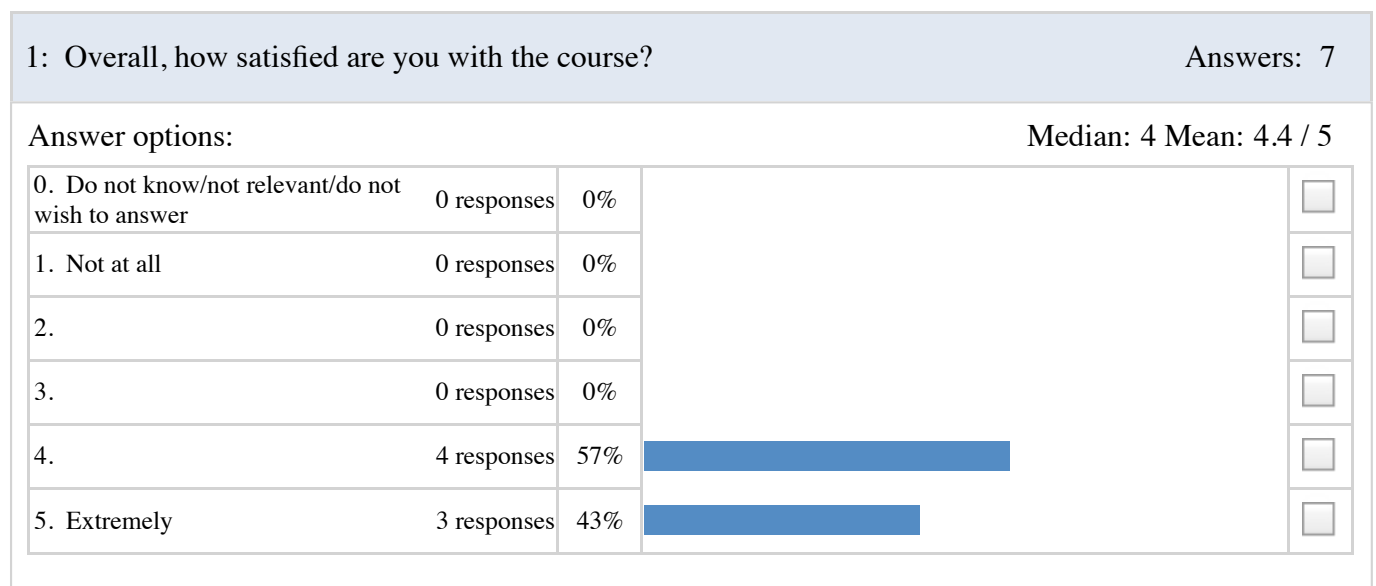 1: Overall, how satisfied are you with the course? Answers: 7
Answer options: Median: 4 Mean: 4.4 / 5
0. Do not know/not relevant/do not
wish to answer 0 responses 0%
1. Not at all 0 responses 0%
2. 0 responses 0%
3. 0 responses 0%
4. 4 responses 57%
5. Extremely 3 responses 43%